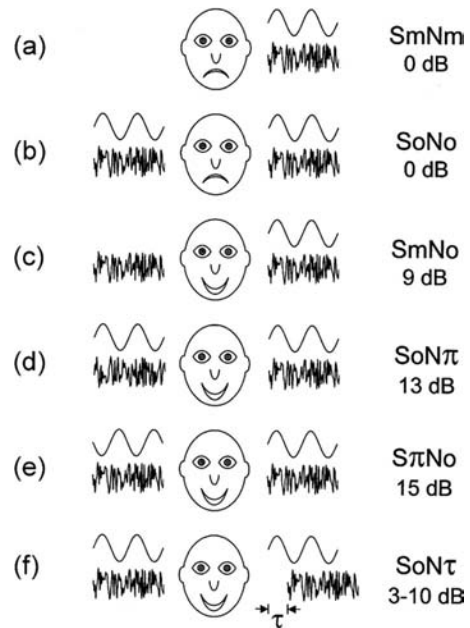 (a)
SmNm
0 dB
(b)
SoNo
0 dB
(c)
SmNo
9 dB
(d)
SoNπ
13 dB
(e)
SπNo
15 dB
(f)
SoNτ
3-10 dB
τ